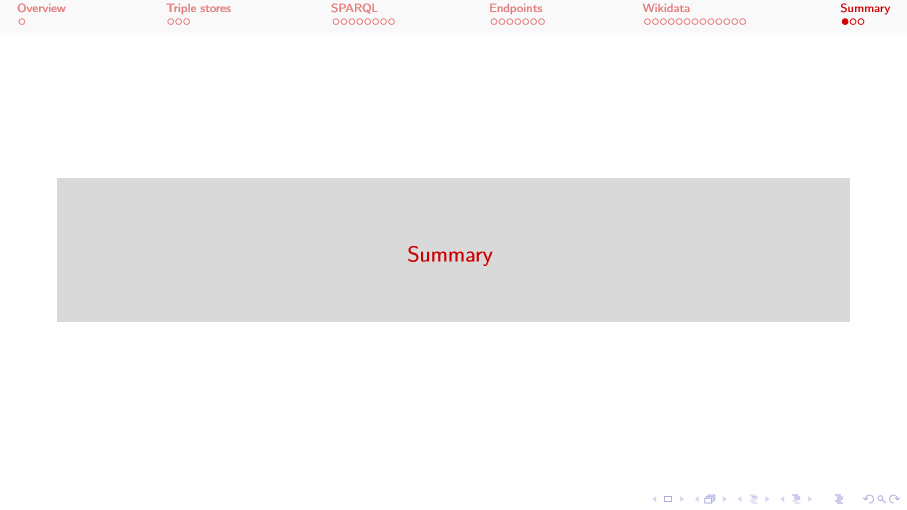 Overview Triple stores SPARQL Endpoints Wikidata Summary
Summary